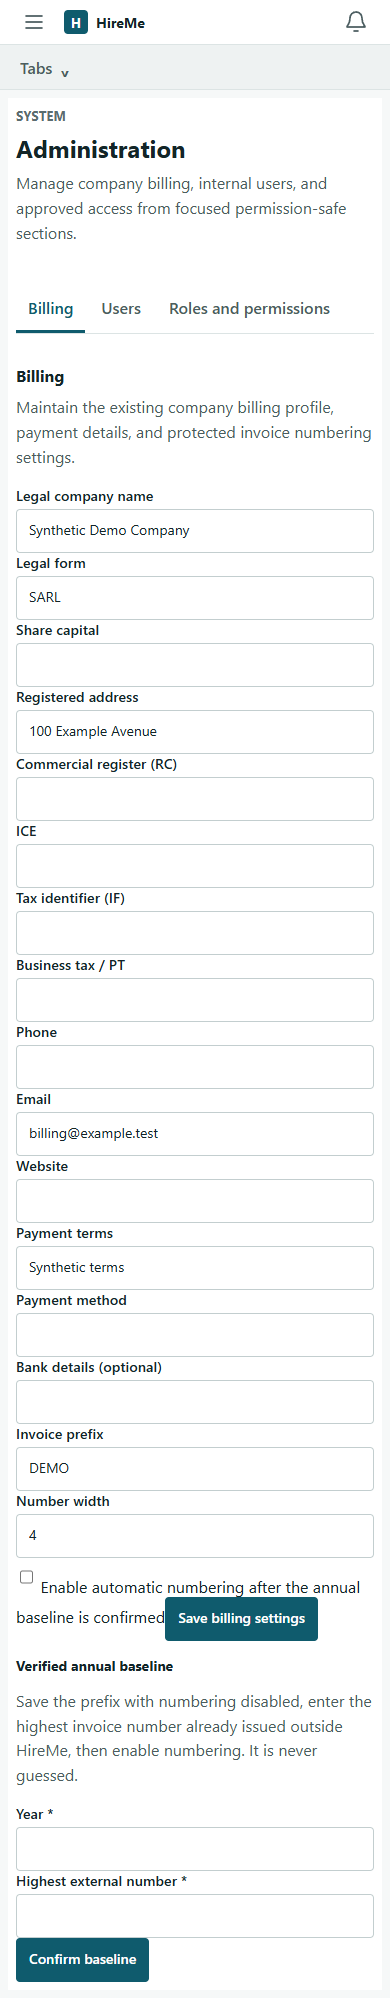 H HireMe
Tabs v
SYSTEM
Administration
Manage company billing, internal users, and
approved access from focused permission-safe
sections.
Billing Users Roles and permissions
Billing
Maintain the existing company billing profile,
payment details, and protected invoice numbering
settings.
Legal company name
Synthetic Demo Company
Legal form
SARL
Share capital
Registered address
100 Example Avenue
Commercial register (RC)
ICE
Tax identifier (IF)
Business tax / PT
Phone
Email
billing@example.test
Website
Payment terms
Synthetic terms
Payment method
Bank details (optional)
Invoice prefix
DEMO
Number width
4
Enable automatic numbering after the annual
baseline is confirmed Save billing settings
Verified annual baseline
Save the prefix with numbering disabled, enter the
highest invoice number already issued outside
HireMe, then enable numbering. It is never
guessed.
Year *
Highest external number *
Confirm baseline